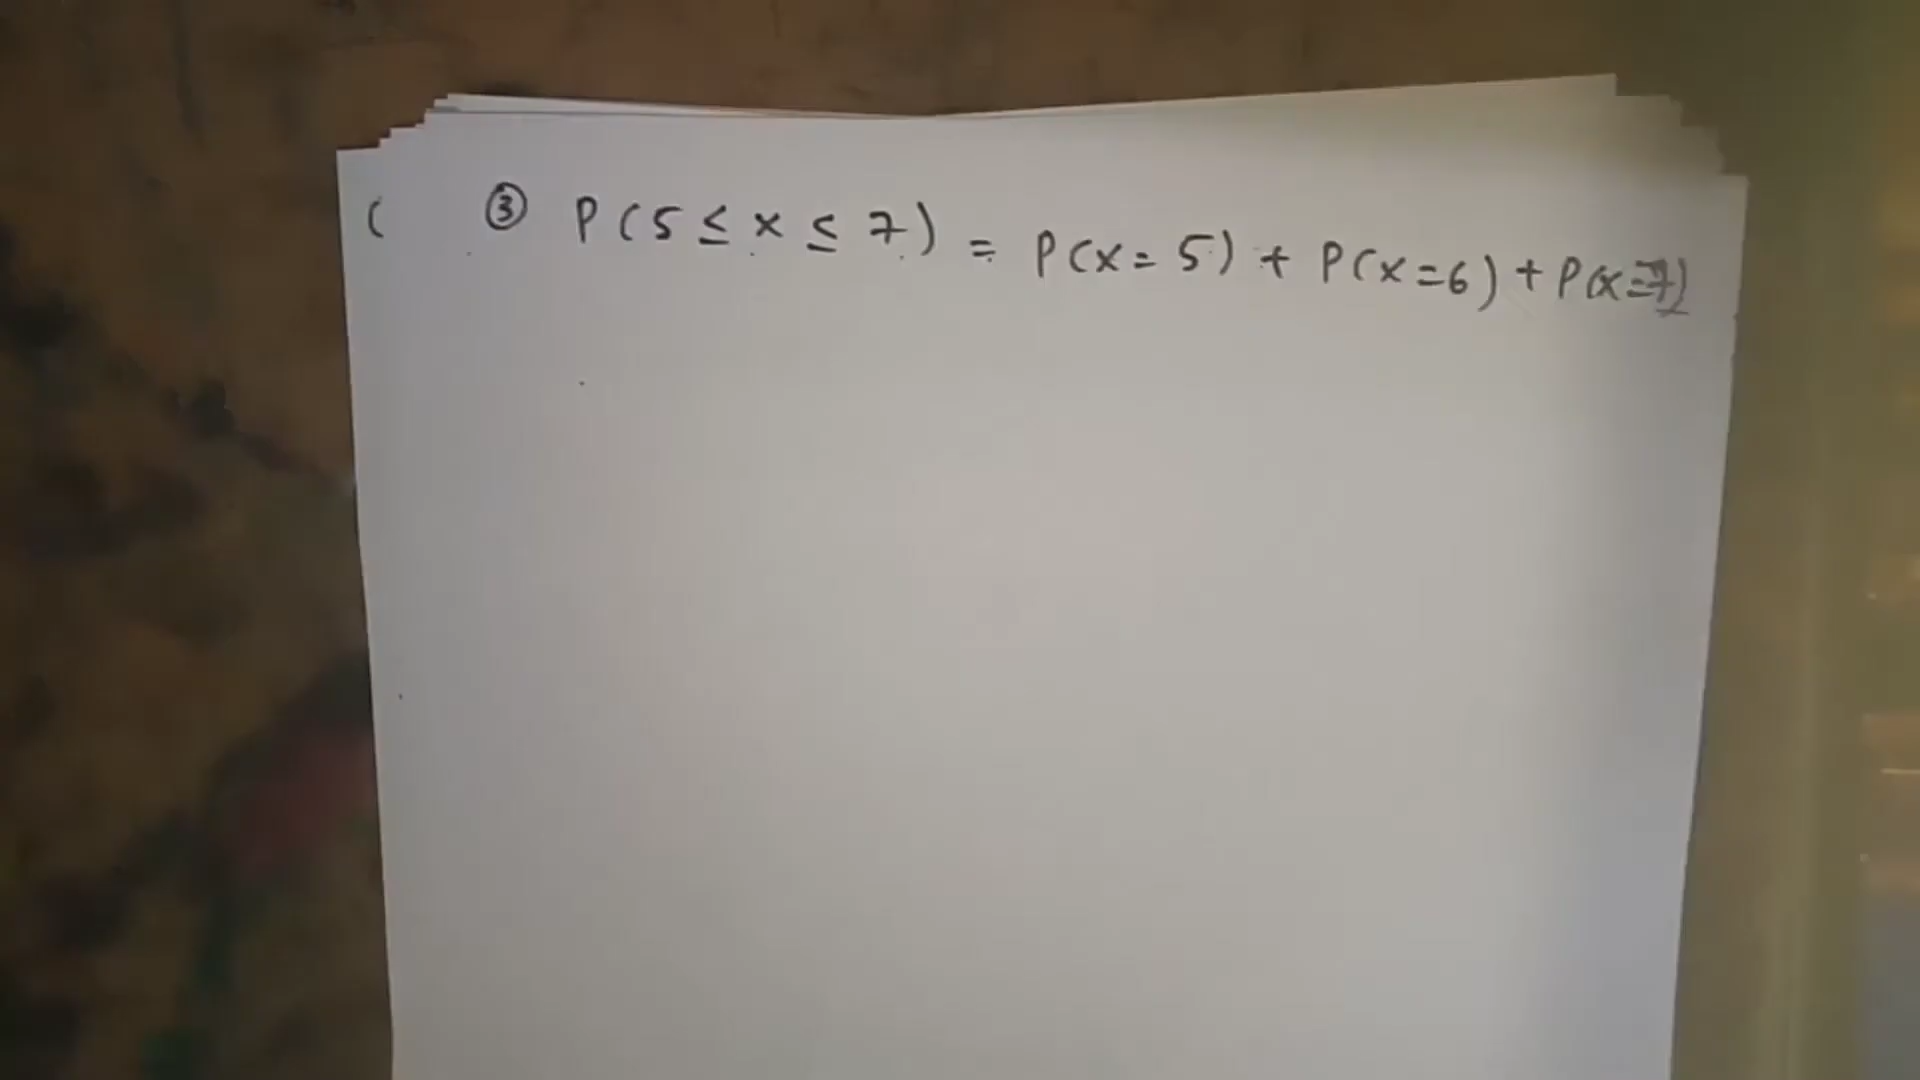 ( ③ P(5 ≤ x ≤ 7) = P(x=5) + P(x=6) + P(x=7)